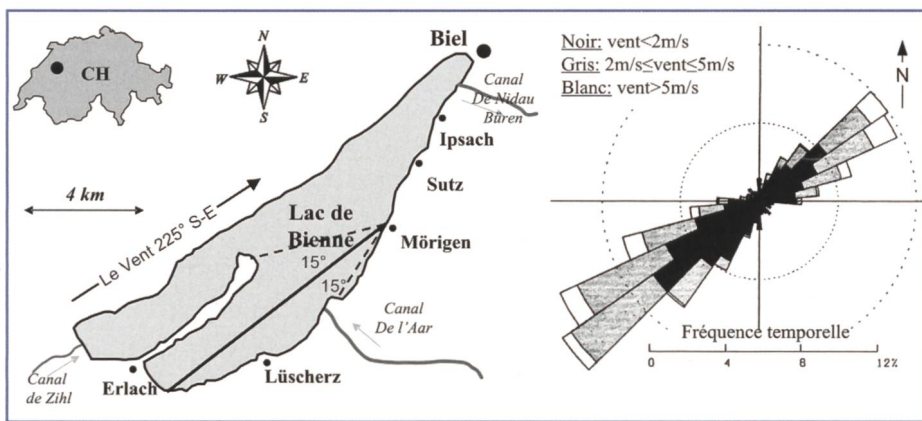 CH
N
W
E
S
Biel
Canal
De Nidau
Büren
Ipsach
Sutz
4 km
Le Vent 225° S-E
Lac de
Bienne
15°
15°
Mörigen
Canal
De l'Aar
Canal
de Zihl
Erlach
Lüscherz
Noir: vent<2m/s
Gris: 2m/s≤vent≤5m/s
Blanc: vent>5m/s
N
Fréquence temporelle
0 4 8 12%